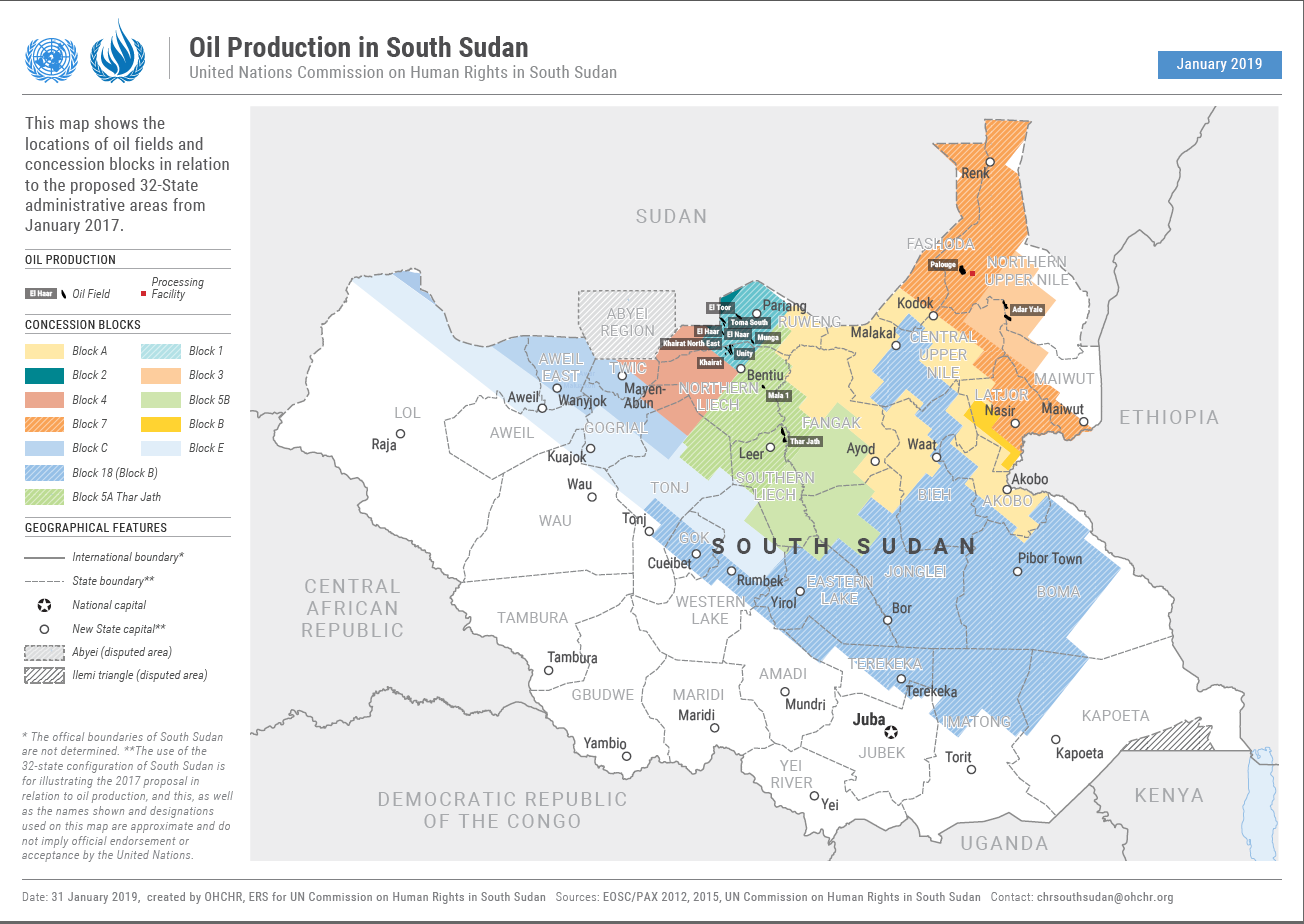 Oil Production in South Sudan
United Nations Commission on Human Rights in South Sudan
January 2019
This map shows the
locations of oil fields and
concession blocks in relation
to the proposed 32-State
administrative areas from
January 2017.
OIL PRODUCTION
El Haar
Oil Field
Processing
Facility
CONCESSION BLOCKS
Block A
Block 1
Block 2
Block 3
Block 4
Block 5B
Block 7
Block B
Block C
Block E
Block 18 (Block B)
Block 5A Thar Jath
GEOGRAPHICAL FEATURES
International boundary*
State boundary**
National capital
New State capital**
Abyei (disputed area)
Ilemi triangle (disputed area)
* The offical boundaries of South Sudan
are not determined. **The use of the
32-state configuration of South Sudan is
for illustrating the 2017 proposal in
relation to oil production, and this, as well
as the names shown and designations
used on this map are approximate and do
not imply official endorsement or
acceptance by the United Nations.
SUDAN
Renk
FASHODA
Palouge
NORTHERN
UPPER NILE
Kodok
Adar Yale
ABYEI
REGION
El Toor
Pariang
Toma South
RUWENG
El Haar
El Naar
Munga
Khairat North East
Unity
Khairat
Malakal
CENTRAL
UPPER
NILE
AWEIL
EAST
TWIC
Bentiu
Mayen-
Abun
NORTHERN
LIECH
Mala 1
MAIWUT
LATJOR
Nasir
Maiwut
ETHIOPIA
Aweil
Wanyjok
LOL
Raja
AWEIL
GOGRIAL
FANGAK
Thar Jath
Kuajok
Leer
Ayod
Waat
SOUTHERN
LIECH
Wau
TONJ
BIEH
Akobo
AKOBO
WAU
Tonj
GOK
SOUTH SUDAN
Cueibet
Rumbek
JONGLEI
Pibor Town
BOMA
EASTERN
LAKE
Yirol
Bor
CENTRAL
AFRICAN
REPUBLIC
TAMBURA
WESTERN
LAKE
Tambura
GBUDWE
MARIDI
Maridi
AMADI
Mundri
TEREKEKA
Terekeka
Juba
JUBEK
IMATONG
KAPOETA
Kapoeta
Torit
Yambio
YEI
RIVER
Yei
DEMOCRATIC REPUBLIC
OF THE CONGO
UGANDA
KENYA
Date: 31 January 2019, created by OHCHR, ERS for UN Commission on Human Rights in South Sudan Sources: EOSC/PAX 2012, 2015, UN Commission on Human Rights in South Sudan Contact: chrsouthsudan@ohchr.org